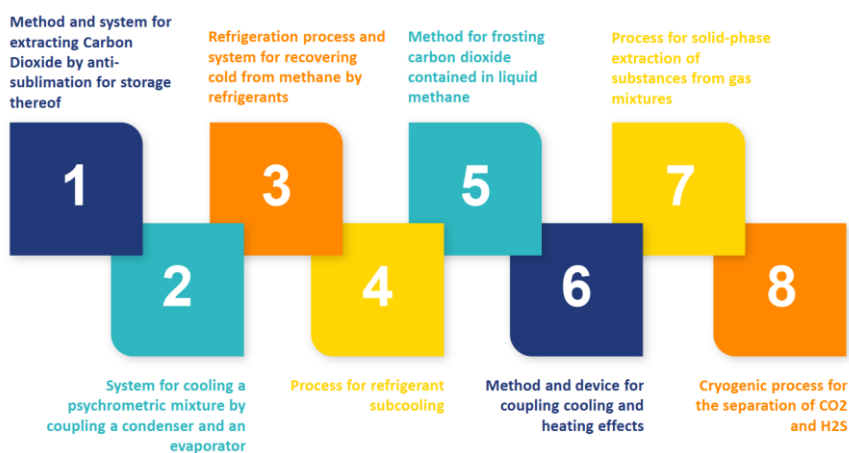 Method and system for
extracting Carbon
Dioxide by anti-
sublimation for storage
thereof
1
System for cooling a
psychrometric mixture by
coupling a condenser and an
evaporator
2
Refrigeration process and
system for recovering
cold from methane by
refrigerants
3
Process for refrigerant
subcooling
4
Method for frosting
carbon dioxide
contained in liquid
methane
5
Method and device for
coupling cooling and
heating effects
6
Process for solid-phase
extraction of
substances from gas
mixtures
7
Cryogenic process for
the separation of CO2
and H2S
8